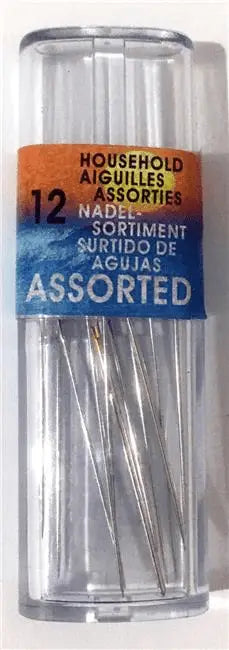 12
HOUSEHOLD
AIGUILLES
ASSORTIES
NADEL-
SORTIMENT
SURTIDO DE
AGUJAS
ASSORTED